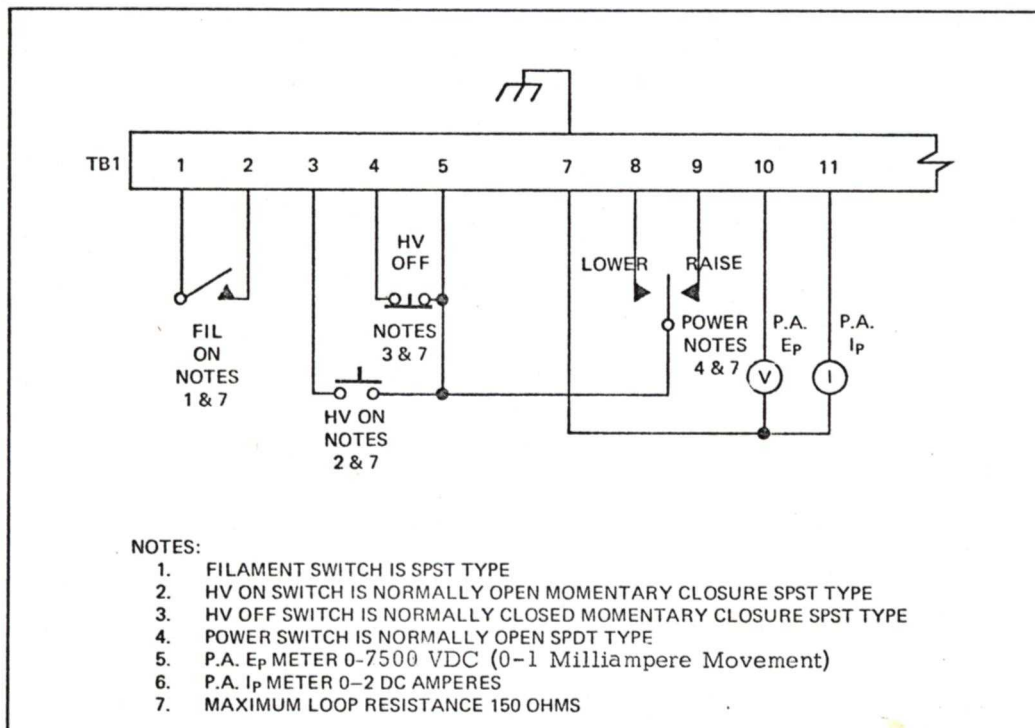 TB1 1 2 3 4 5 7 8 9 10 11
HV
OFF
LOWER RAISE
FIL
ON
NOTES
1 & 7
NOTES
3 & 7
POWER
NOTES
4 & 7
P.A.
EP
P.A.
IP
V
I
HV ON
NOTES
2 & 7
NOTES:
1. FILAMENT SWITCH IS SPST TYPE
2. HV ON SWITCH IS NORMALLY OPEN MOMENTARY CLOSURE SPST TYPE
3. HV OFF SWITCH IS NORMALLY CLOSED MOMENTARY CLOSURE SPST TYPE
4. POWER SWITCH IS NORMALLY OPEN SPDT TYPE
5. P.A. EP METER 0-7500 VDC (0-1 Milliampere Movement)
6. P.A. IP METER 0–2 DC AMPERES
7. MAXIMUM LOOP RESISTANCE 150 OHMS